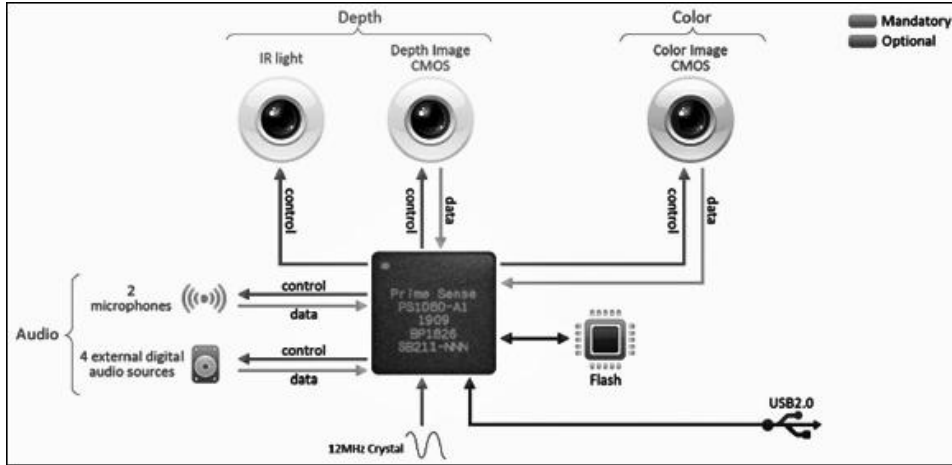 Depth
Color
Mandatory
Optional
IR light
Depth Image
CMOS
Color Image
CMOS
control
control
data
control
data
2
microphones
control
data
Audio
4 external digital
audio sources
control
data
Prime Sense
PS1080-A1
1909
BP1826
SB211-NNN
Flash
USB2.0
12MHz Crystal